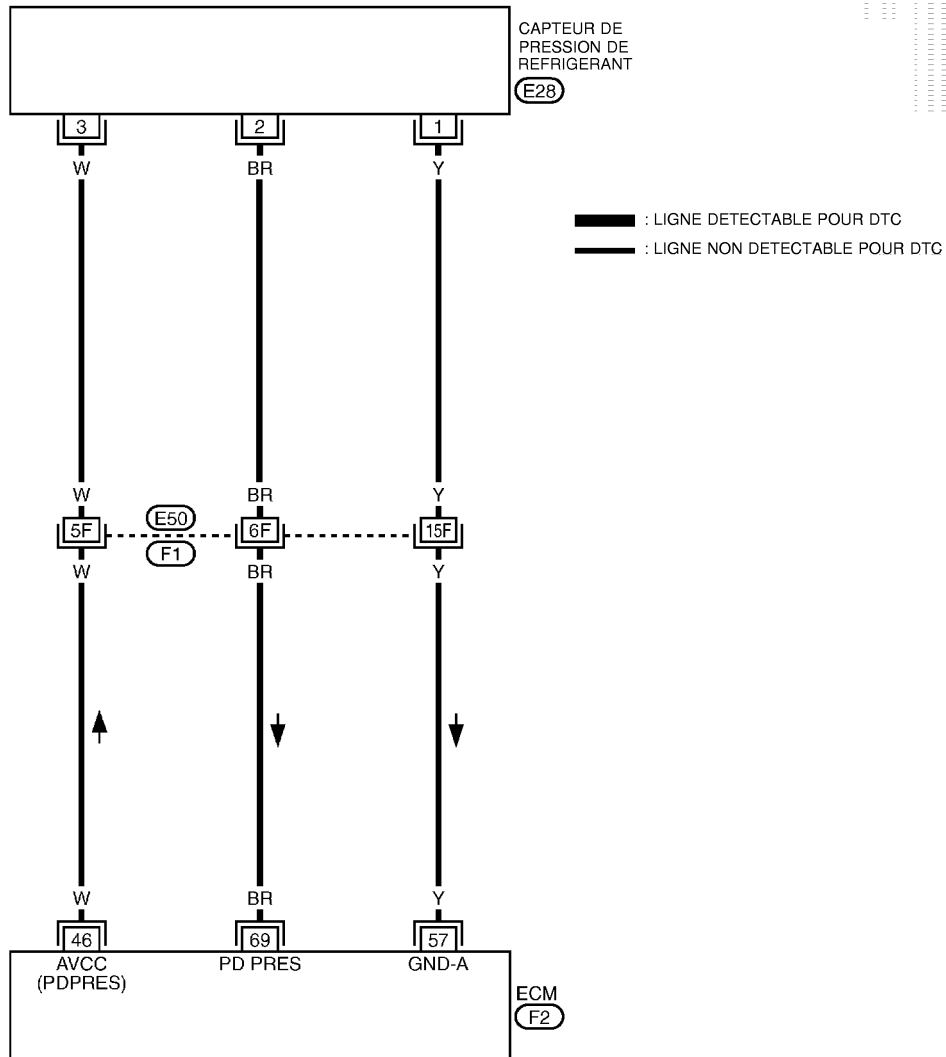 CAPTEUR DE
PRESSION DE
REFRIGERANT
E28
3 2 1
W BR Y
: LIGNE DETECTABLE POUR DTC
: LIGNE NON DETECTABLE POUR DTC
W BR Y
5F E50 6F 15F
F1
W BR Y
W BR Y
46 69 57
AVCC PD PRES GND-A
(PDPRES)
ECM
F2